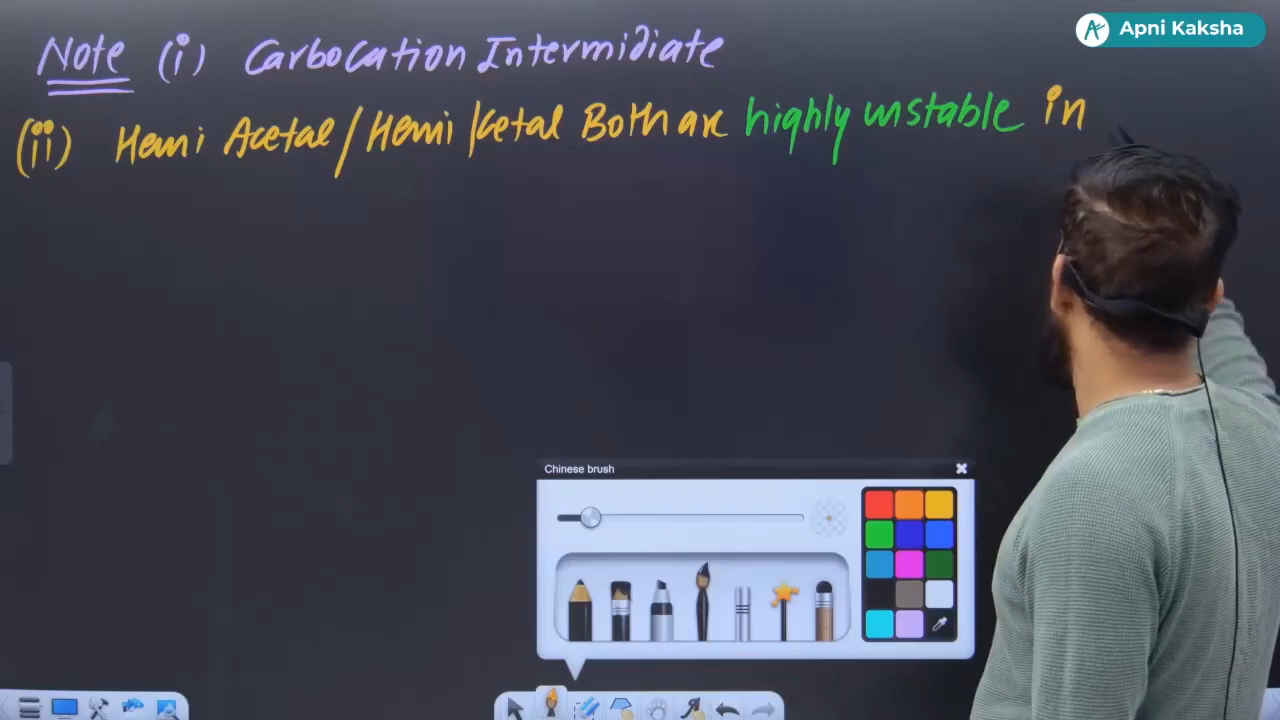 Apni Kaksha
Note (i) Carbocation Intermidiate
(ii) Hemi Acetal/Hemi Ketal Both are highly unstable in
Chinese brush